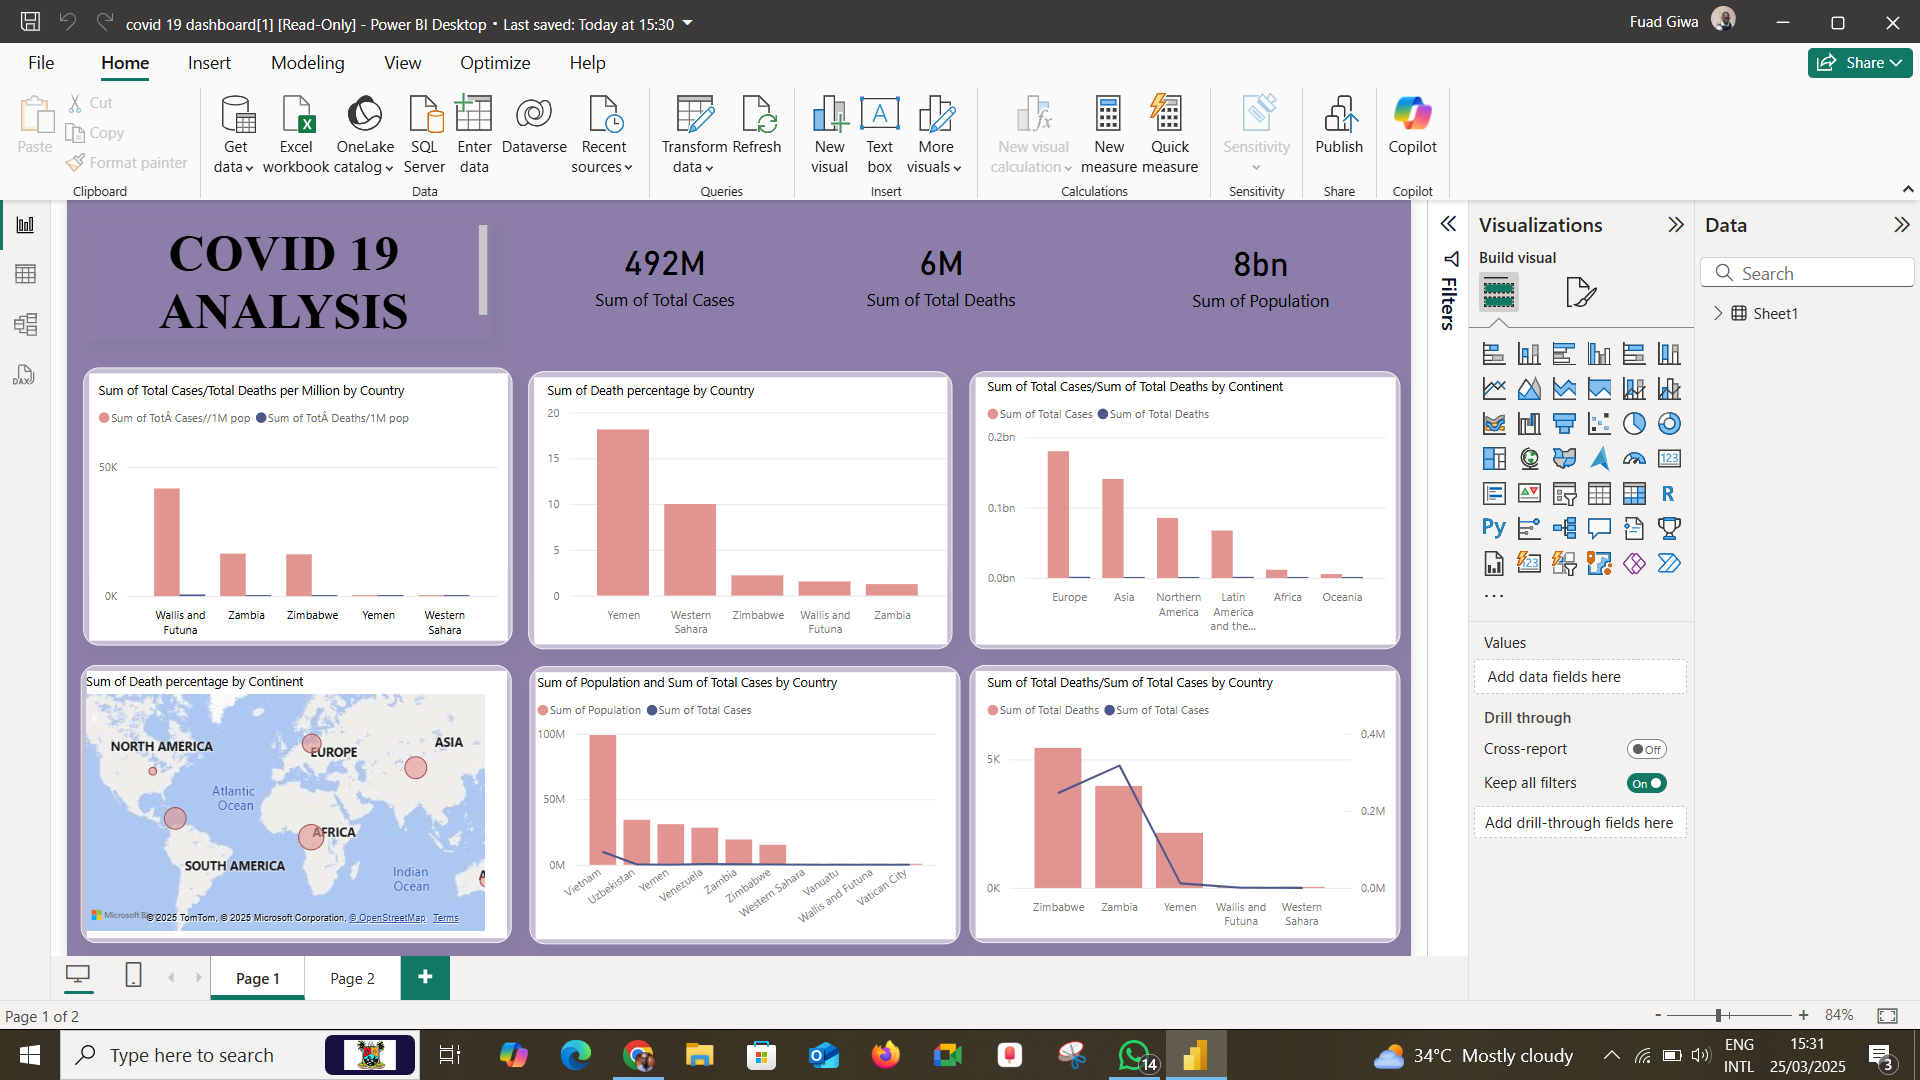 covid 19 dashboard[1] [Read-Only] - Power BI Desktop • Last saved: Today at 15:30
Fuad Giwa
File Home Insert Modeling View Optimize Help
Share
Paste
Cut
Copy
Format painter
Clipboard
Get data
Excel workbook
OneLake catalog
SQL Server
Enter data
Dataverse
Recent sources
Data
Transform data
Refresh
Queries
New visual
Text box
More visuals
Insert
New visual calculation
New measure
Quick measure
Calculations
Sensitivity
Sensitivity
Publish
Share
Copilot
Copilot
COVID 19
ANALYSIS
492M
Sum of Total Cases
6M
Sum of Total Deaths
8bn
Sum of Population
Sum of Total Cases/Total Deaths per Million by Country
Sum of TotÂ Cases//1M pop Sum of TotÂ Deaths/1M pop
50K
0K
Wallis and Futuna
Zambia
Zimbabwe
Yemen
Western Sahara
Sum of Death percentage by Country
20
15
10
5
0
Yemen
Western Sahara
Zimbabwe
Wallis and Futuna
Zambia
Sum of Total Cases/Sum of Total Deaths by Continent
Sum of Total Cases Sum of Total Deaths
0.2bn
0.1bn
0.0bn
Europe
Asia
Northern America
Latin America and the...
Africa
Oceania
Sum of Death percentage by Continent
NORTH AMERICA
EUROPE
ASIA
Atlantic Ocean
AFRICA
SOUTH AMERICA
Indian Ocean
A
Microsoft
© 2025 TomTom, © 2025 Microsoft Corporation, © OpenStreetMap Terms
Sum of Population and Sum of Total Cases by Country
Sum of Population Sum of Total Cases
100M
50M
0M
Vietnam
Uzbekistan
Yemen
Venezuela
Zambia
Zimbabwe
Western Sahara
Vanuatu
Wallis and Futuna
Vatican City
Sum of Total Deaths/Sum of Total Cases by Country
Sum of Total Deaths Sum of Total Cases
5K
0K
0.4M
0.2M
0.0M
Zimbabwe
Zambia
Yemen
Wallis and Futuna
Western Sahara
Filters
Visualizations
Build visual
123
R
Py
123
...
Values
Add data fields here
Drill through
Cross-report
Off
Keep all filters
On
Add drill-through fields here
Data
Search
Sheet1
Page 1
Page 2
+
Page 1 of 2
- + 84%
Type here to search
14
34°C Mostly cloudy
ENG
INTL
15:31
25/03/2025
3